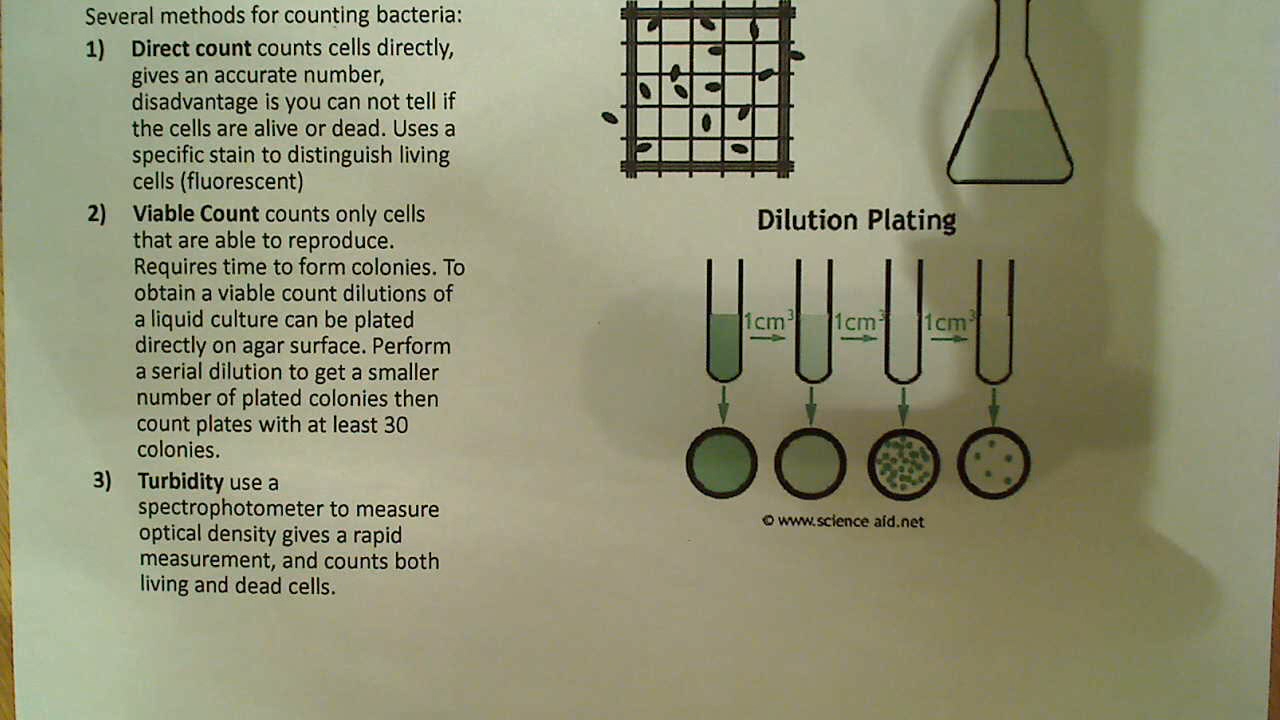 Several methods for counting bacteria:
1) Direct count counts cells directly,
gives an accurate number,
disadvantage is you can not tell if
the cells are alive or dead. Uses a
specific stain to distinguish living
cells (fluorescent)
2) Viable Count counts only cells
that are able to reproduce.
Requires time to form colonies. To
obtain a viable count dilutions of
a liquid culture can be plated
directly on agar surface. Perform
a serial dilution to get a smaller
number of plated colonies then
count plates with at least 30
colonies.
3) Turbidity use a
spectrophotometer to measure
optical density gives a rapid
measurement, and counts both
living and dead cells.
Dilution Plating
1cm³ 1cm³ 1cm³
© www.science aid.net